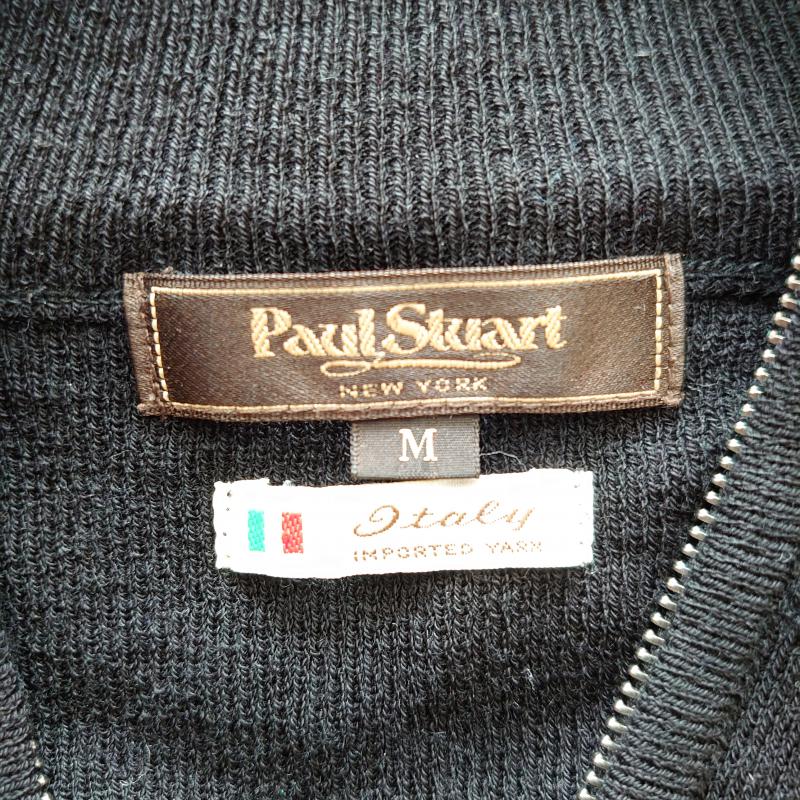 Paul Stuart
NEW YORK
M
Italy
IMPORTED YARN